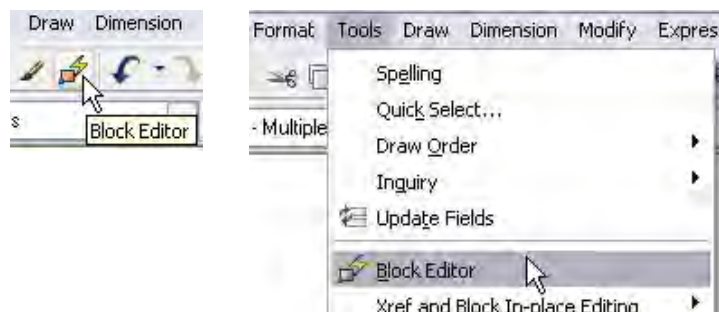 Draw Dimension
s
Block Editor
Format Tools Draw Dimension Modify Expres
- Multiple
Spelling
Quick Select...
Draw Order
Inquiry
Update Fields
Block Editor
Xref and Block In-place Editing